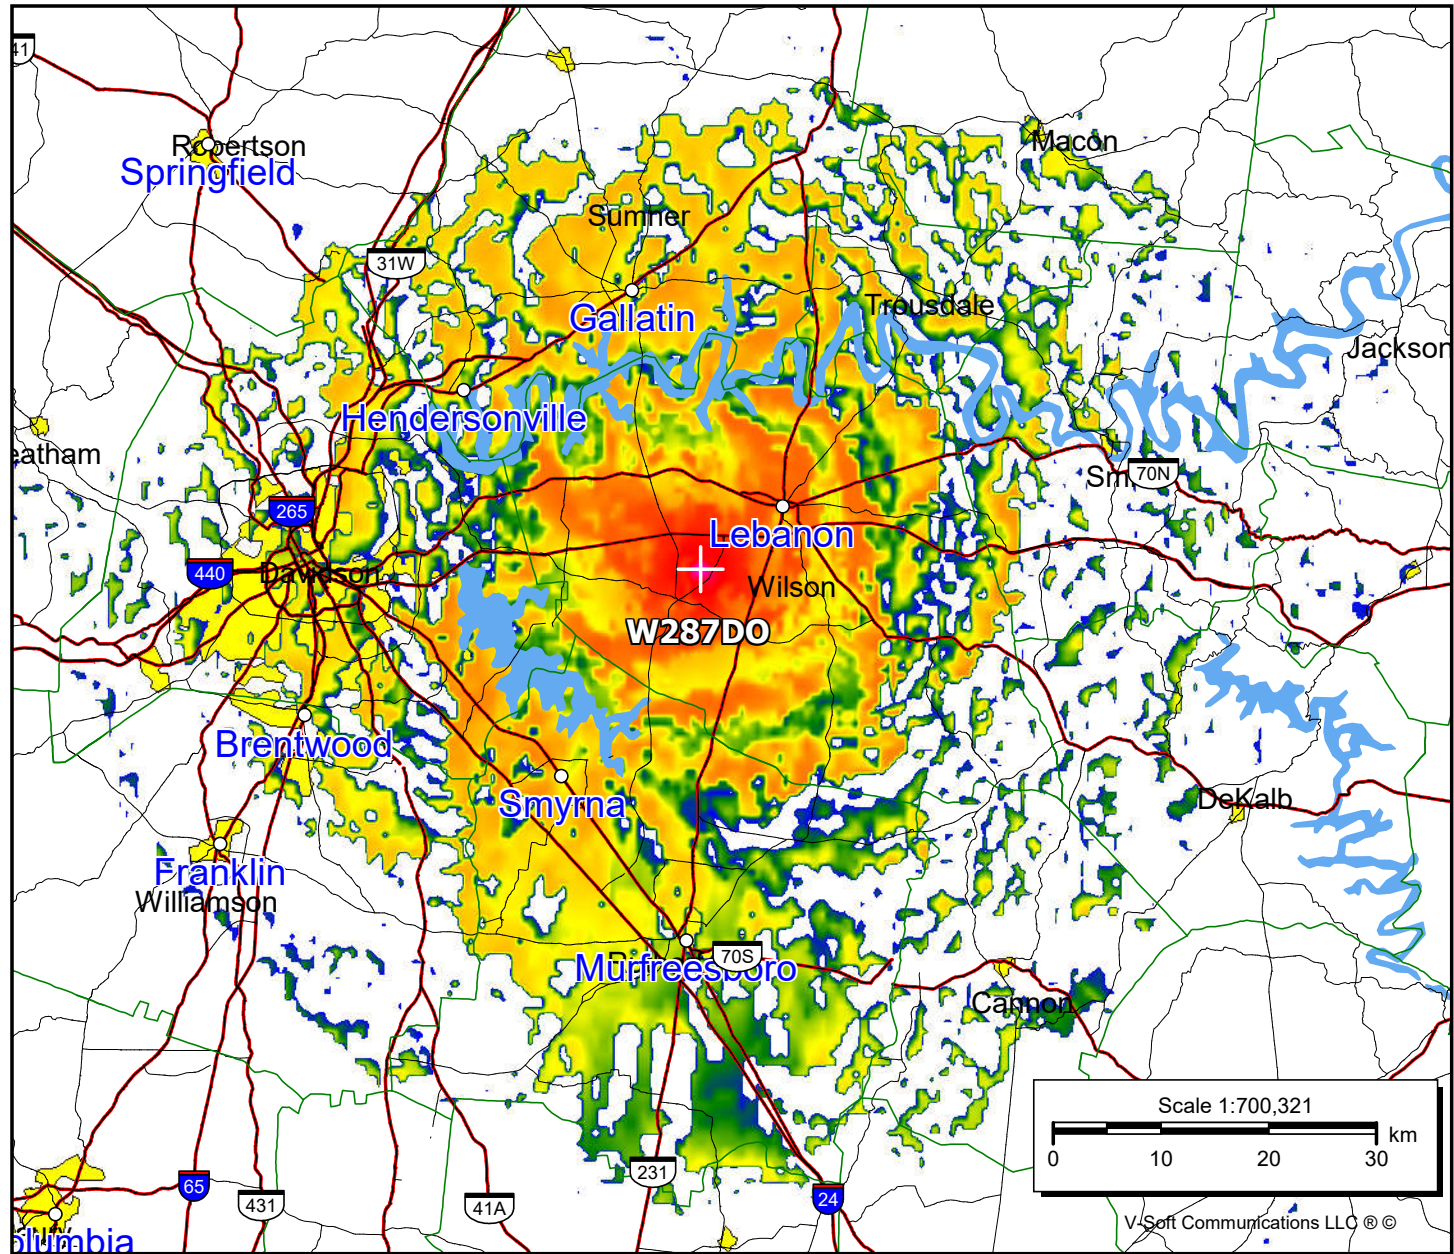 41
Robertson
Springfield
Macon
Sumner
31W
Gallatin
Trousdale
Jackson
Hendersonville
eatham
70N
265
Lebanon
440
Davidson
Wilson
W287DO
Brentwood
Smyrna
DeKalb
Franklin
Williamson
70S
Murfreesboro
Cannon
Scale 1:700,321
km
0 10 20 30
231
65
431
41A
24
V-Soft Communications LLC ® ©
olumbia